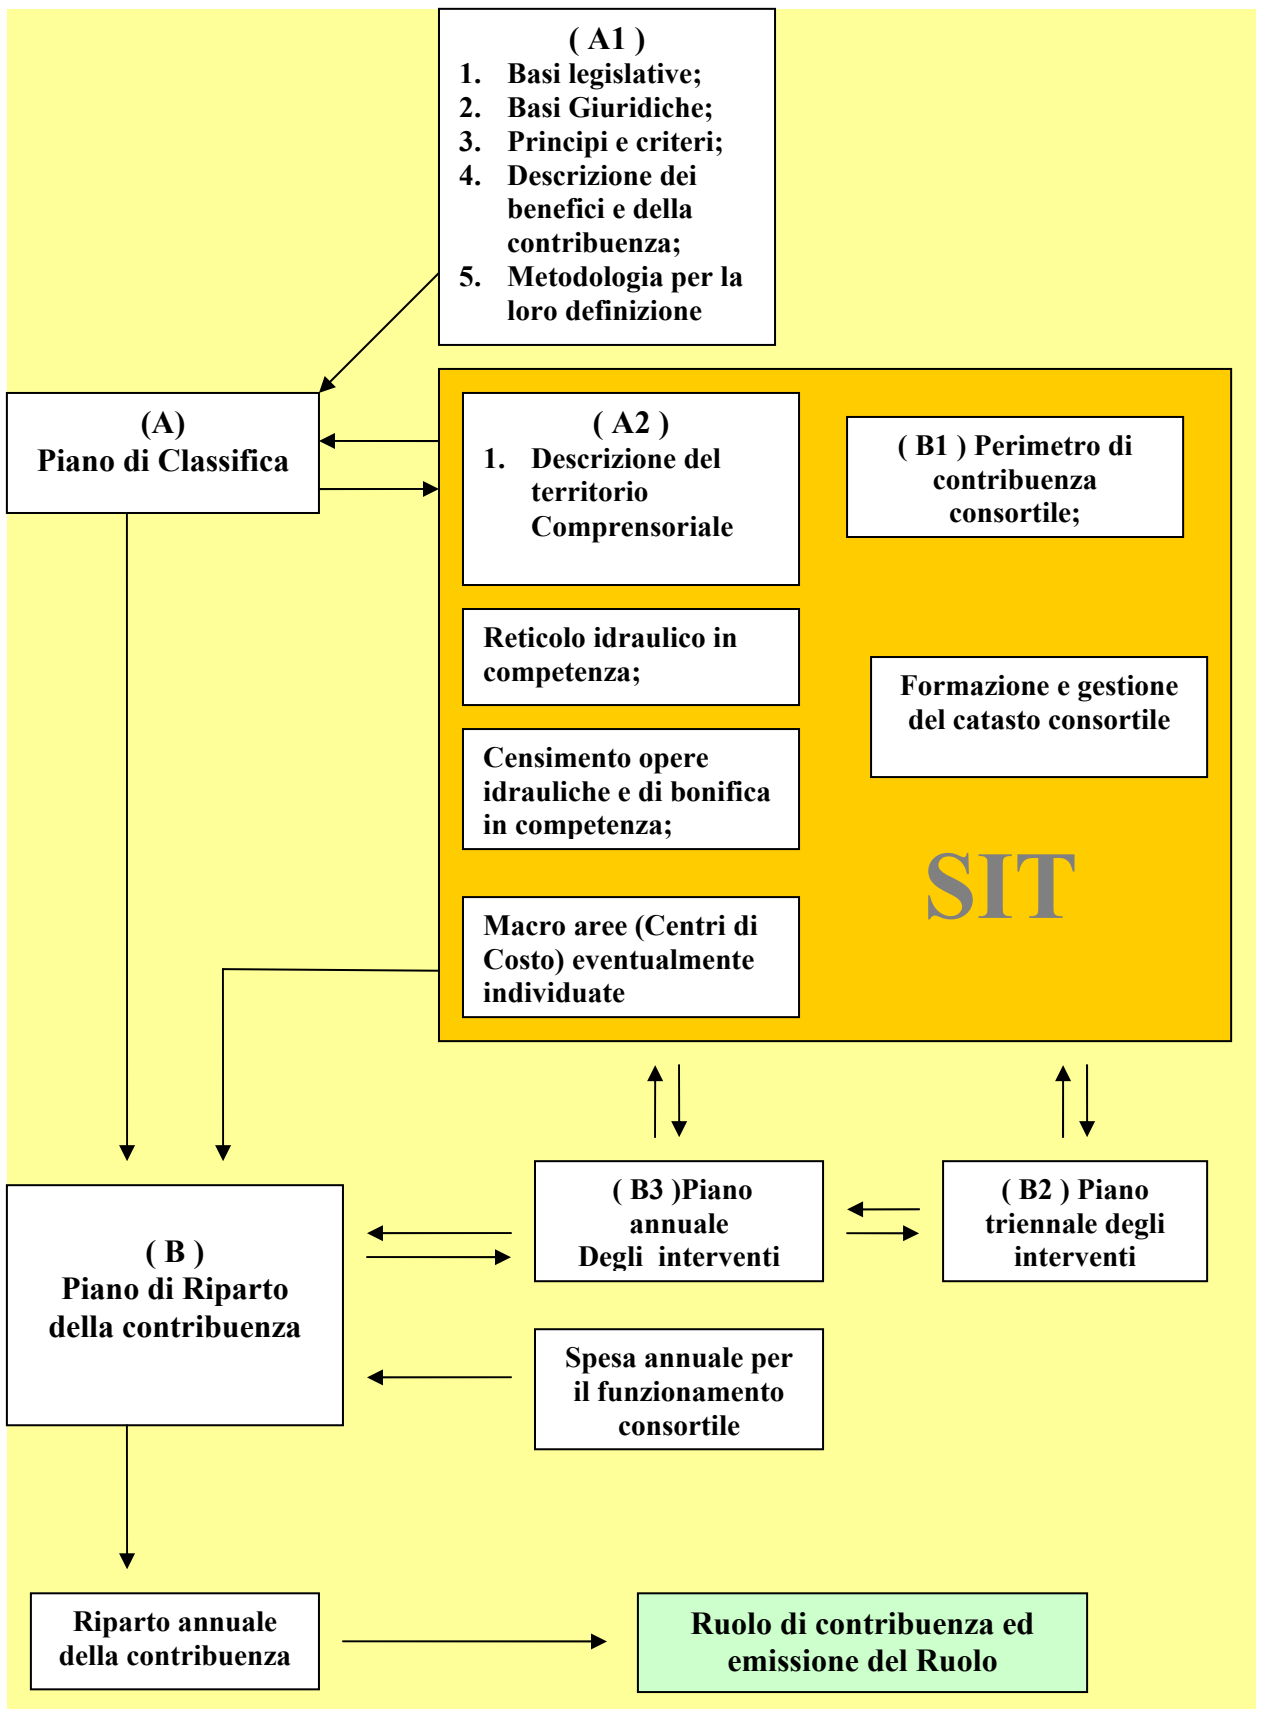 ( A1 )
1. Basi legislative;
2. Basi Giuridiche;
3. Principi e criteri;
4. Descrizione dei
benefici e della
contribuenza;
5. Metodologia per la
loro definizione
(A)
Piano di Classifica
( A2 )
1. Descrizione del
territorio
Comprensoriale
( B1 ) Perimetro di
contribuenza
consortile;
Reticolo idraulico in
competenza;
Formazione e gestione
del catasto consortile
Censimento opere
idrauliche e di bonifica
in competenza;
SIT
Macro aree (Centri di
Costo) eventualmente
individuate
( B )
Piano di Riparto
della contribuenza
( B3 )Piano
annuale
Degli interventi
( B2 ) Piano
triennale degli
interventi
Spesa annuale per
il funzionamento
consortile
Riparto annuale
della contribuenza
Ruolo di contribuenza ed
emissione del Ruolo